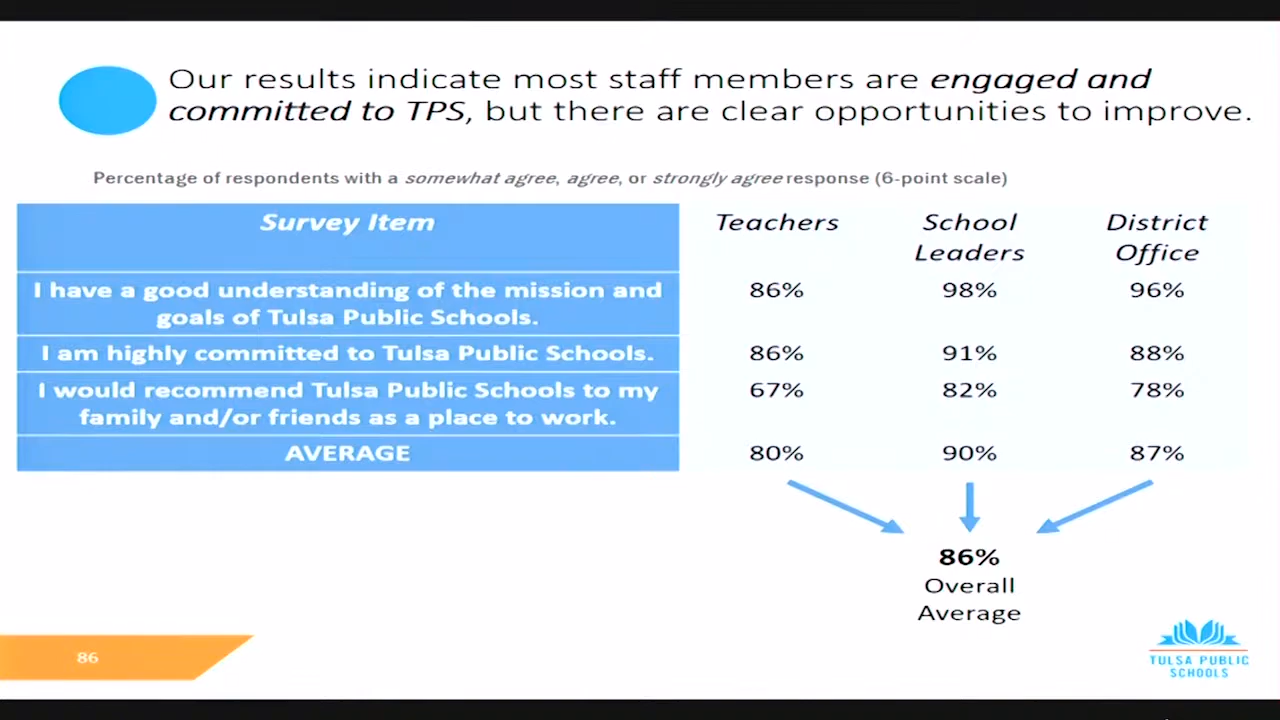 Our results indicate most staff members are engaged and
committed to TPS, but there are clear opportunities to improve.
Percentage of respondents with a somewhat agree, agree, or strongly agree response (6-point scale)
Survey Item
Teachers
School
Leaders
District
Office
I have a good understanding of the mission and
goals of Tulsa Public Schools.
86%
98%
96%
I am highly committed to Tulsa Public Schools.
86%
91%
88%
I would recommend Tulsa Public Schools to my
family and/or friends as a place to work.
67%
82%
78%
AVERAGE
80%
90%
87%
86%
Overall
Average
86
TULSA PUBLIC
SCHOOLS